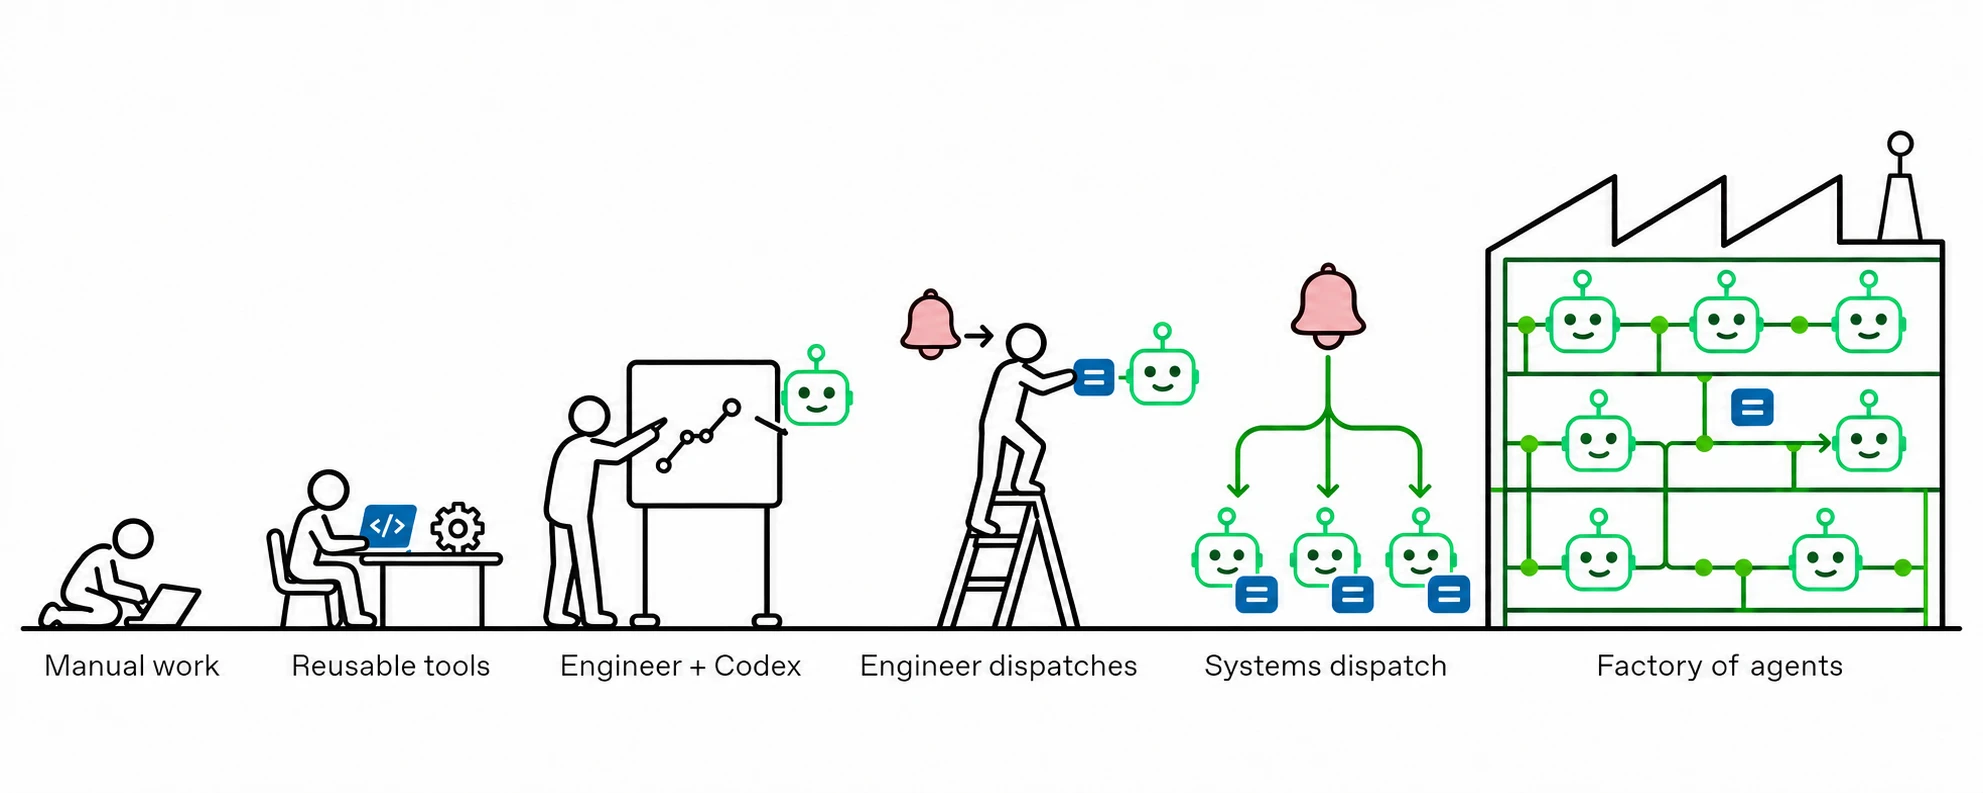 </>
Manual work
Reusable tools
Engineer + Codex
Engineer dispatches
Systems dispatch
Factory of agents